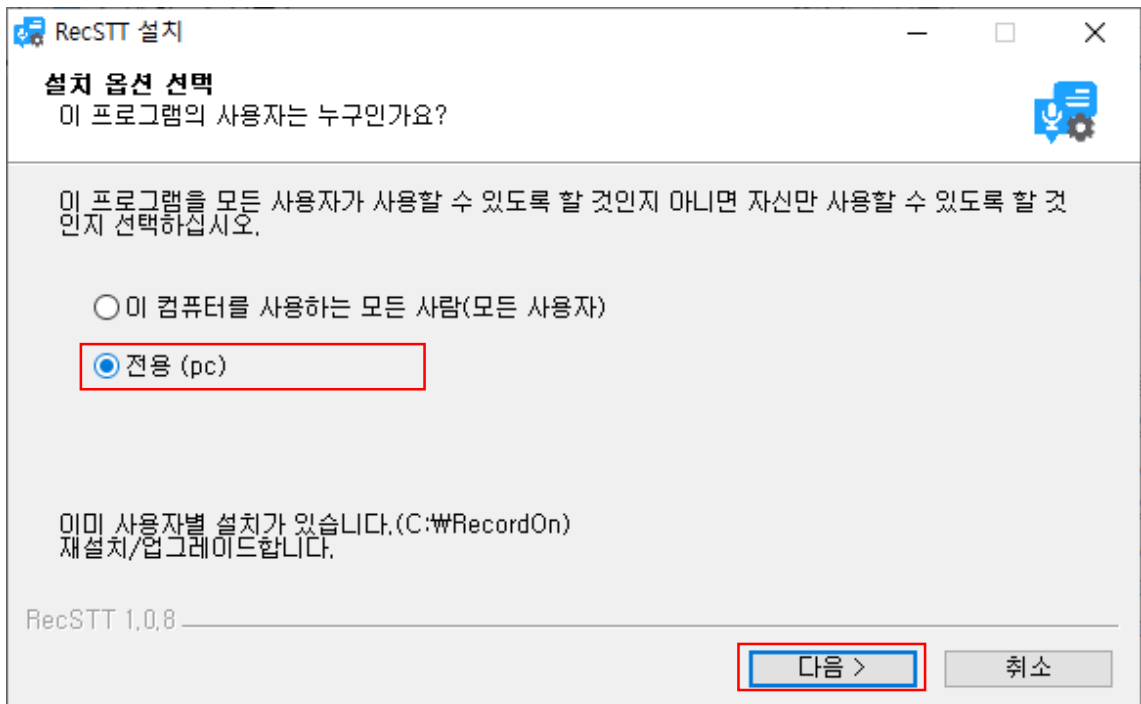 RecSTT 설치
설치 옵션 선택
이 프로그램의 사용자는 누구인가요?
이 프로그램을 모든 사용자가 사용할 수 있도록 할 것인지 아니면 자신만 사용할 수 있도록 할 것
인지 선택하십시오.
이 컴퓨터를 사용하는 모든 사람(모든 사용자)
전용 (pc)
이미 사용자별 설치가 있습니다.(C:₩RecordOn)
재설치/업그레이드합니다.
RecSTT 1.0.8
다음 >
취소